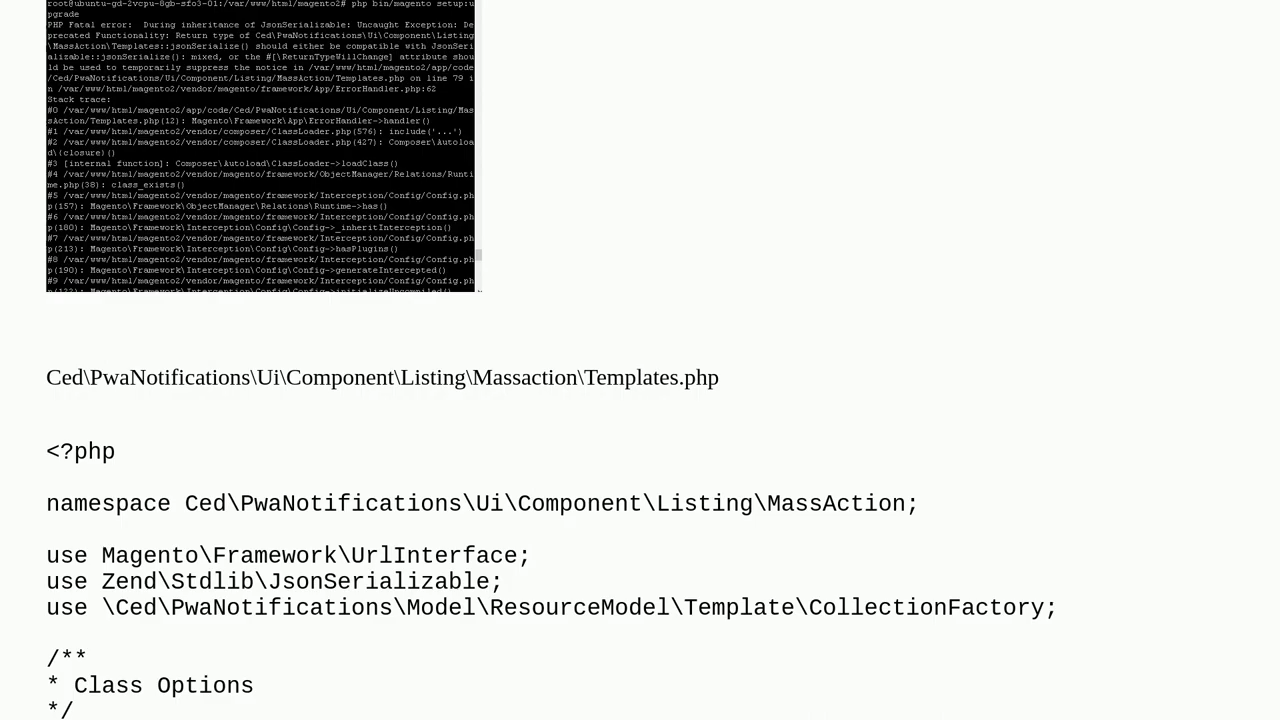 root@ubuntu-gd-2vcpu-8gb-sfo3-01:/var/www/html/magento2# php bin/magento setup:u
pgrade
PHP Fatal error:  During inheritance of JsonSerializable: Uncaught Exception: De
precated Functionality: Return type of Ced\PwaNotifications\Ui\Component\Listing
\MassAction\Templates::jsonSerialize() should either be compatible with JsonSeri
alizable::jsonSerialize(): mixed, or the #[\ReturnTypeWillChange] attribute shou
ld be used to temporarily suppress the notice in /var/www/html/magento2/app/code
/Ced/PwaNotifications/Ui/Component/Listing/MassAction/Templates.php on line 79 i
n /var/www/html/magento2/vendor/magento/framework/App/ErrorHandler.php:62
Stack trace:
#0 /var/www/html/magento2/app/code/Ced/PwaNotifications/Ui/Component/Listing/Mas
sAction/Templates.php(12): Magento\Framework\App\ErrorHandler->handler()
#1 /var/www/html/magento2/vendor/composer/ClassLoader.php(576): include('...')
#2 /var/www/html/magento2/vendor/composer/ClassLoader.php(427): Composer\Autoloa
d\{closure}()
#3 [internal function]: Composer\Autoload\ClassLoader->loadClass()
#4 /var/www/html/magento2/vendor/magento/framework/ObjectManager/Relations/Runti
me.php(38): class_exists()
#5 /var/www/html/magento2/vendor/magento/framework/Interception/Config/Config.ph
p(157): Magento\Framework\ObjectManager\Relations\Runtime->has()
#6 /var/www/html/magento2/vendor/magento/framework/Interception/Config/Config.ph
p(180): Magento\Framework\Interception\Config\Config->_inheritInterception()
#7 /var/www/html/magento2/vendor/magento/framework/Interception/Config/Config.ph
p(213): Magento\Framework\Interception\Config\Config->hasPlugins()
#8 /var/www/html/magento2/vendor/magento/framework/Interception/Config/Config.ph
p(190): Magento\Framework\Interception\Config\Config->generateIntercepted()
#9 /var/www/html/magento2/vendor/magento/framework/Interception/Config/Config.ph
p(122): Magento\Framework\Interception\Config\Config->initializeUncompiled()
Ced\PwaNotifications\Ui\Component\Listing\Massaction\Templates.php
<?php
namespace Ced\PwaNotifications\Ui\Component\Listing\MassAction;
use Magento\Framework\UrlInterface;
use Zend\Stdlib\JsonSerializable;
use \Ced\PwaNotifications\Model\ResourceModel\Template\CollectionFactory;
/**
* Class Options
*/